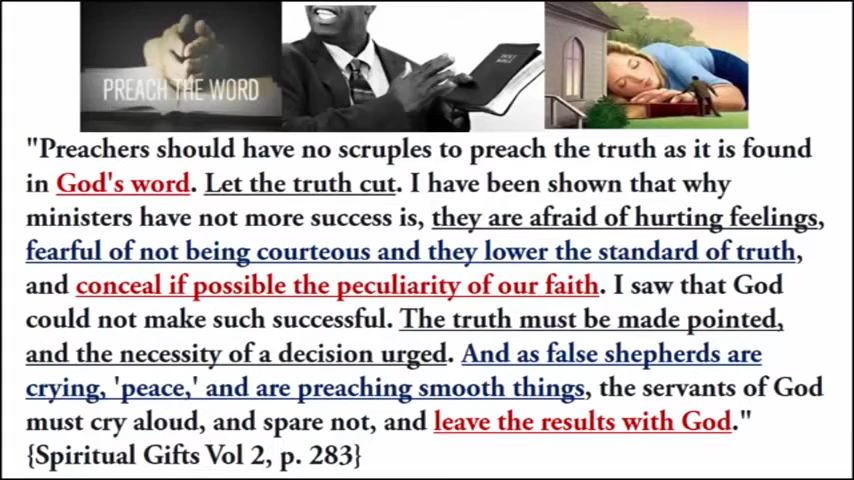 PREACH THE WORD
HOLY BIBLE
"Preachers should have no scruples to preach the truth as it is found
in God's word. Let the truth cut. I have been shown that why
ministers have not more success is, they are afraid of hurting feelings,
fearful of not being courteous and they lower the standard of truth,
and conceal if possible the peculiarity of our faith. I saw that God
could not make such successful. The truth must be made pointed,
and the necessity of a decision urged. And as false shepherds are
crying, 'peace,' and are preaching smooth things, the servants of God
must cry aloud, and spare not, and leave the results with God."
{Spiritual Gifts Vol 2, p. 283}